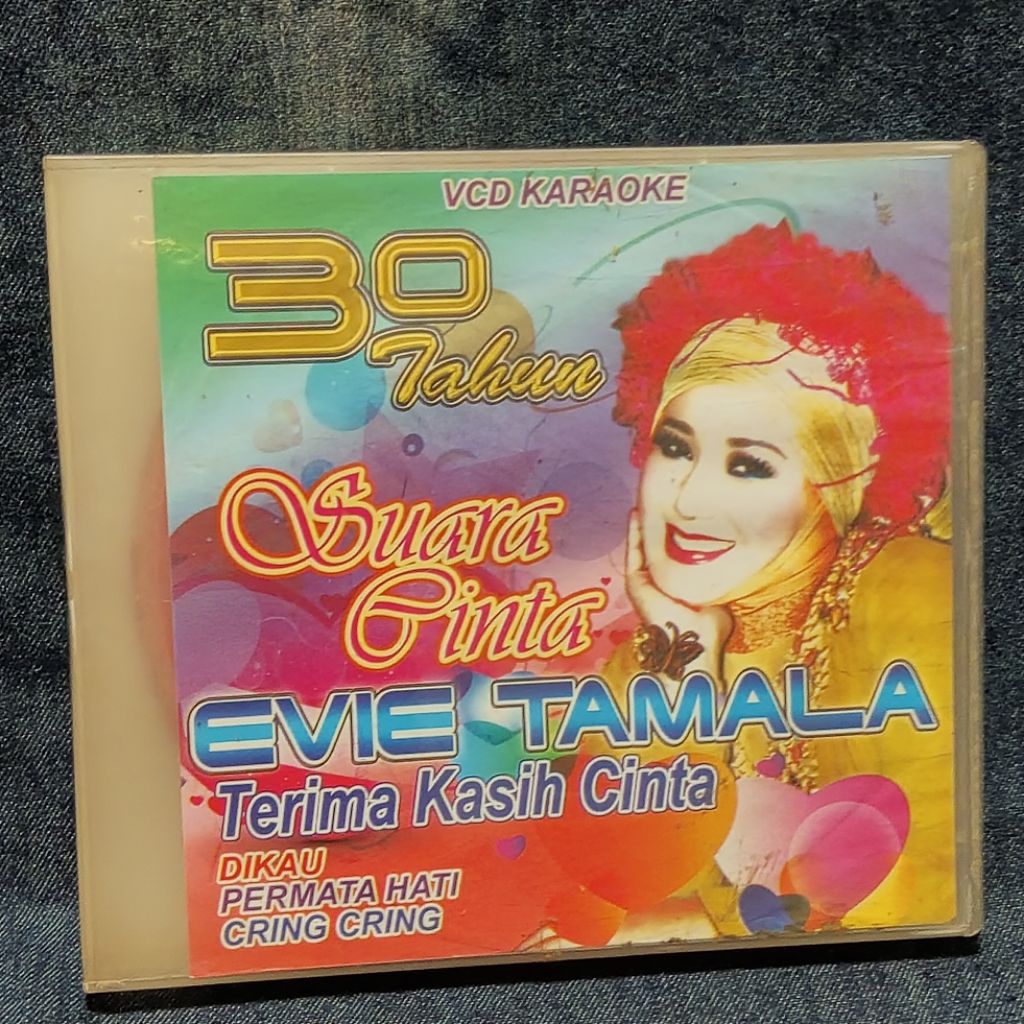 VCD KARAOKE
30
Tahun
Suara
Cinta
EVIE TAMALA
Terima Kasih Cinta
DIKAU
PERMATA HATI
CRING CRING